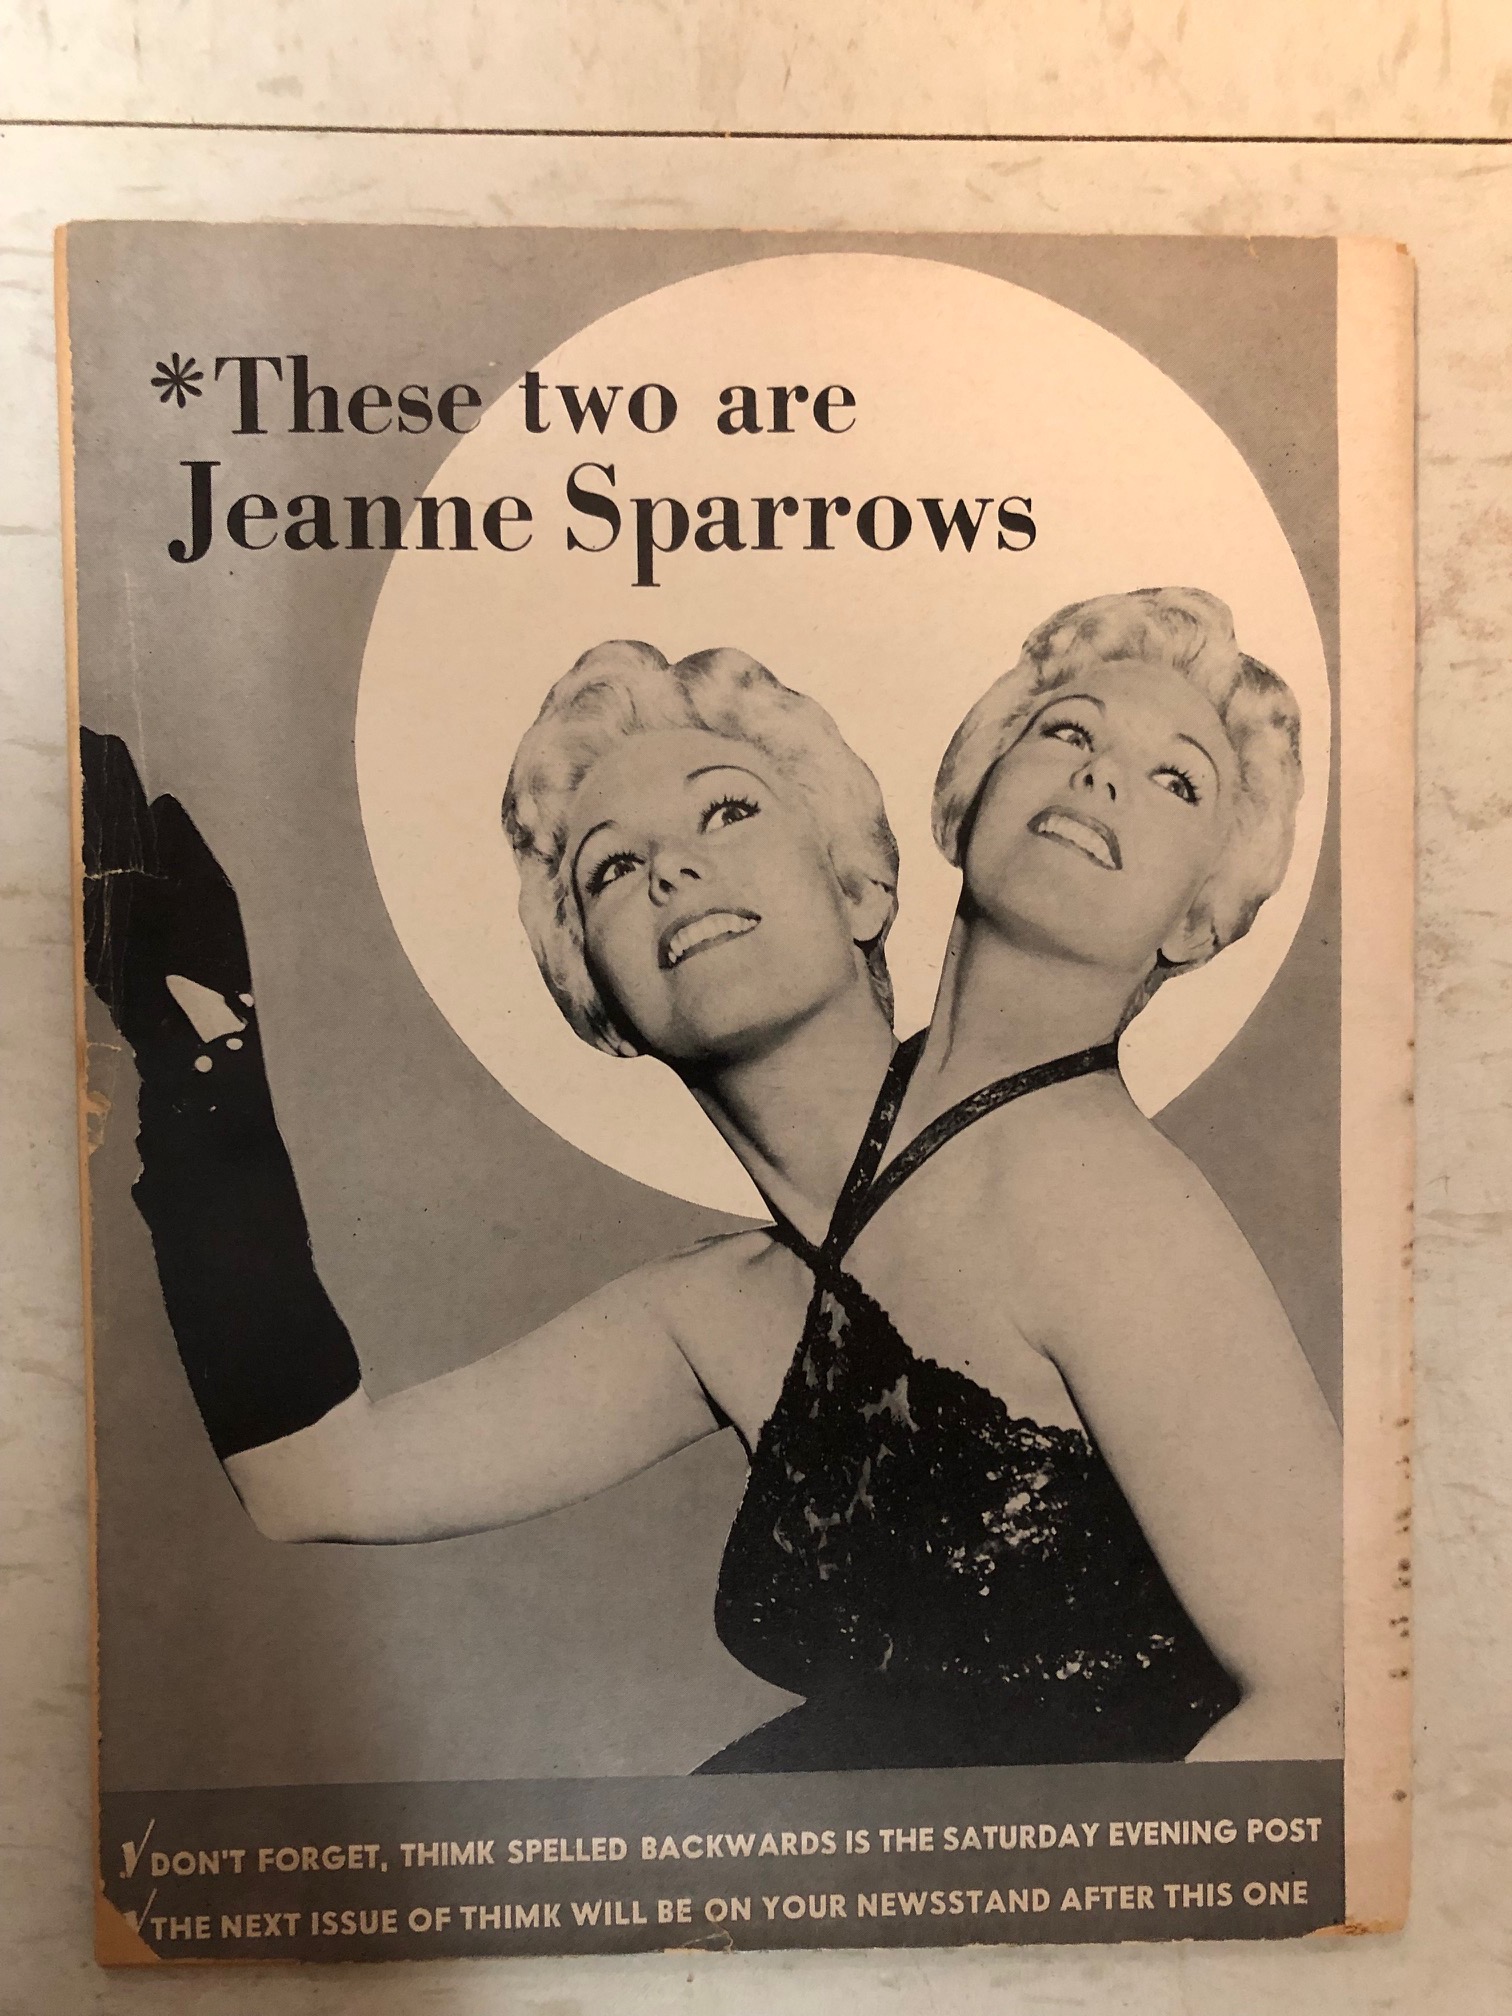 *These two are
Jeanne Sparrows
√ DON'T FORGET, THIMK SPELLED BACKWARDS IS THE SATURDAY EVENING POST
√ THE NEXT ISSUE OF THIMK WILL BE ON YOUR NEWSSTAND AFTER THIS ONE